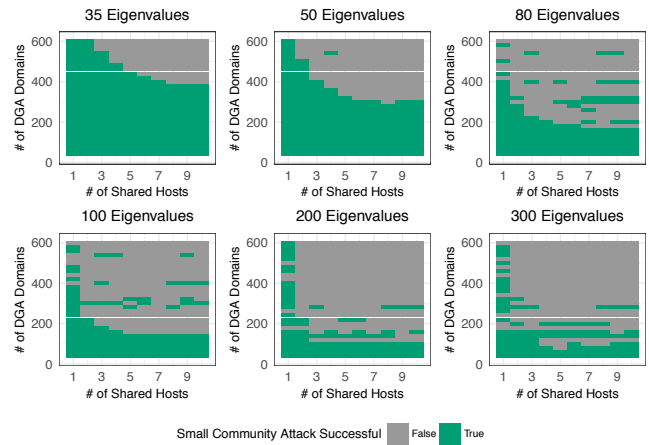 35 Eigenvalues 50 Eigenvalues 80 Eigenvalues
# of DGA Domains # of DGA Domains # of DGA Domains
600 600 600
400 400 400
200 200 200
0 0 0
1 3 5 7 9 1 3 5 7 9 1 3 5 7 9
# of Shared Hosts # of Shared Hosts # of Shared Hosts
100 Eigenvalues 200 Eigenvalues 300 Eigenvalues
# of DGA Domains # of DGA Domains # of DGA Domains
600 600 600
400 400 400
200 200 200
0 0 0
1 3 5 7 9 1 3 5 7 9 1 3 5 7 9
# of Shared Hosts # of Shared Hosts # of Shared Hosts
Small Community Attack Successful False True